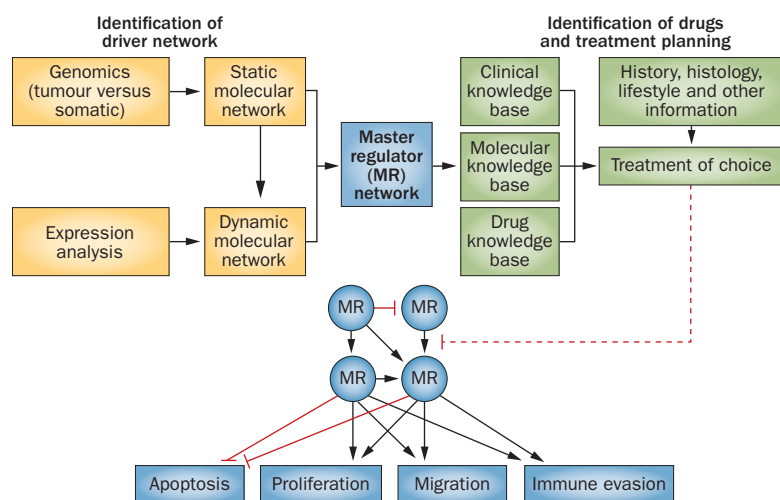 Identification of
driver network
Identification of drugs
and treatment planning
Genomics
(tumour versus
somatic)
Static
molecular
network
Clinical
knowledge
base
History, histology,
lifestyle and other
information
Master
regulator
(MR)
network
Molecular
knowledge
base
Treatment of choice
Expression
analysis
Dynamic
molecular
network
Drug
knowledge
base
MR
MR
MR
MR
Apoptosis
Proliferation
Migration
Immune evasion